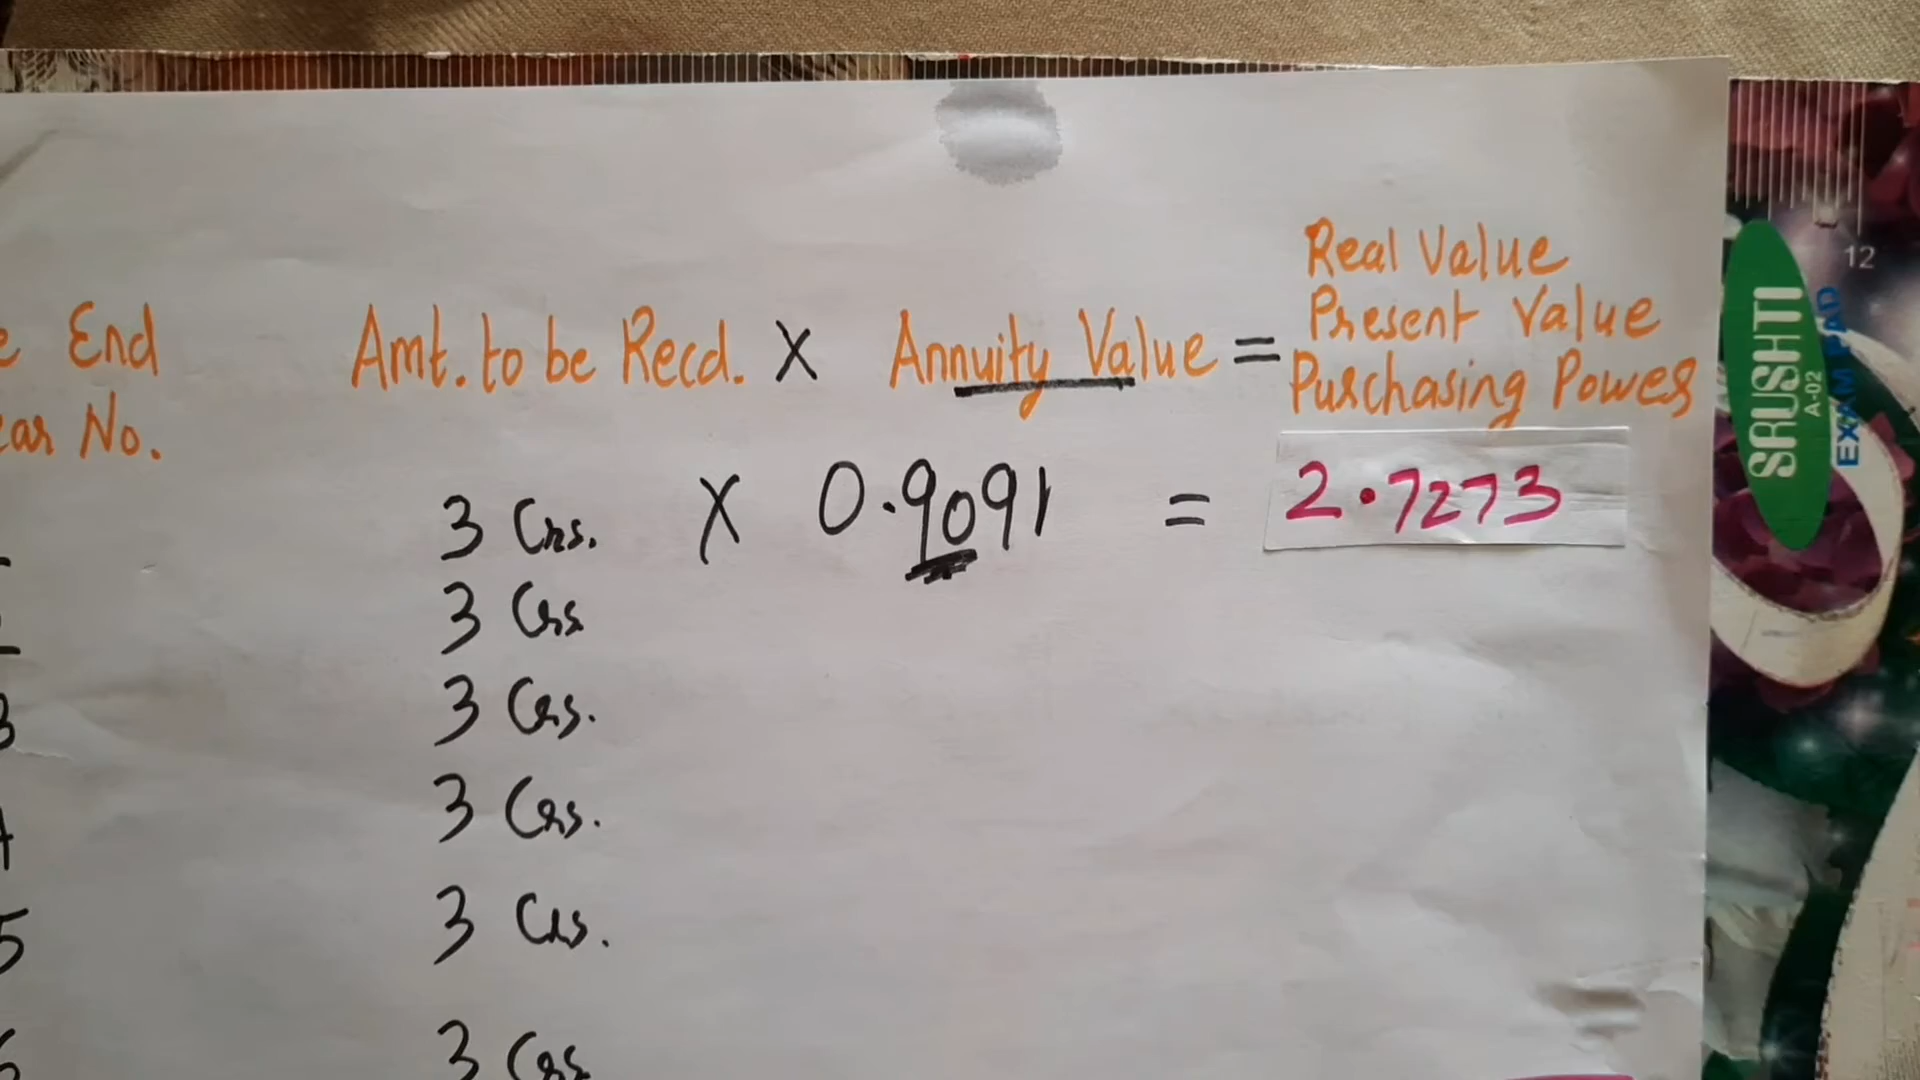 End
No.
Amt. to be Recd. X Annuity Value =
Real Value
Present Value
Purchasing Power
3 Crs. X 0.9091 = 2.7273
3 Crs
3 Crs.
3 Crs.
5 3 Crs.
3 Crs
12
SRUSHTI
A-02
EXAM PAD